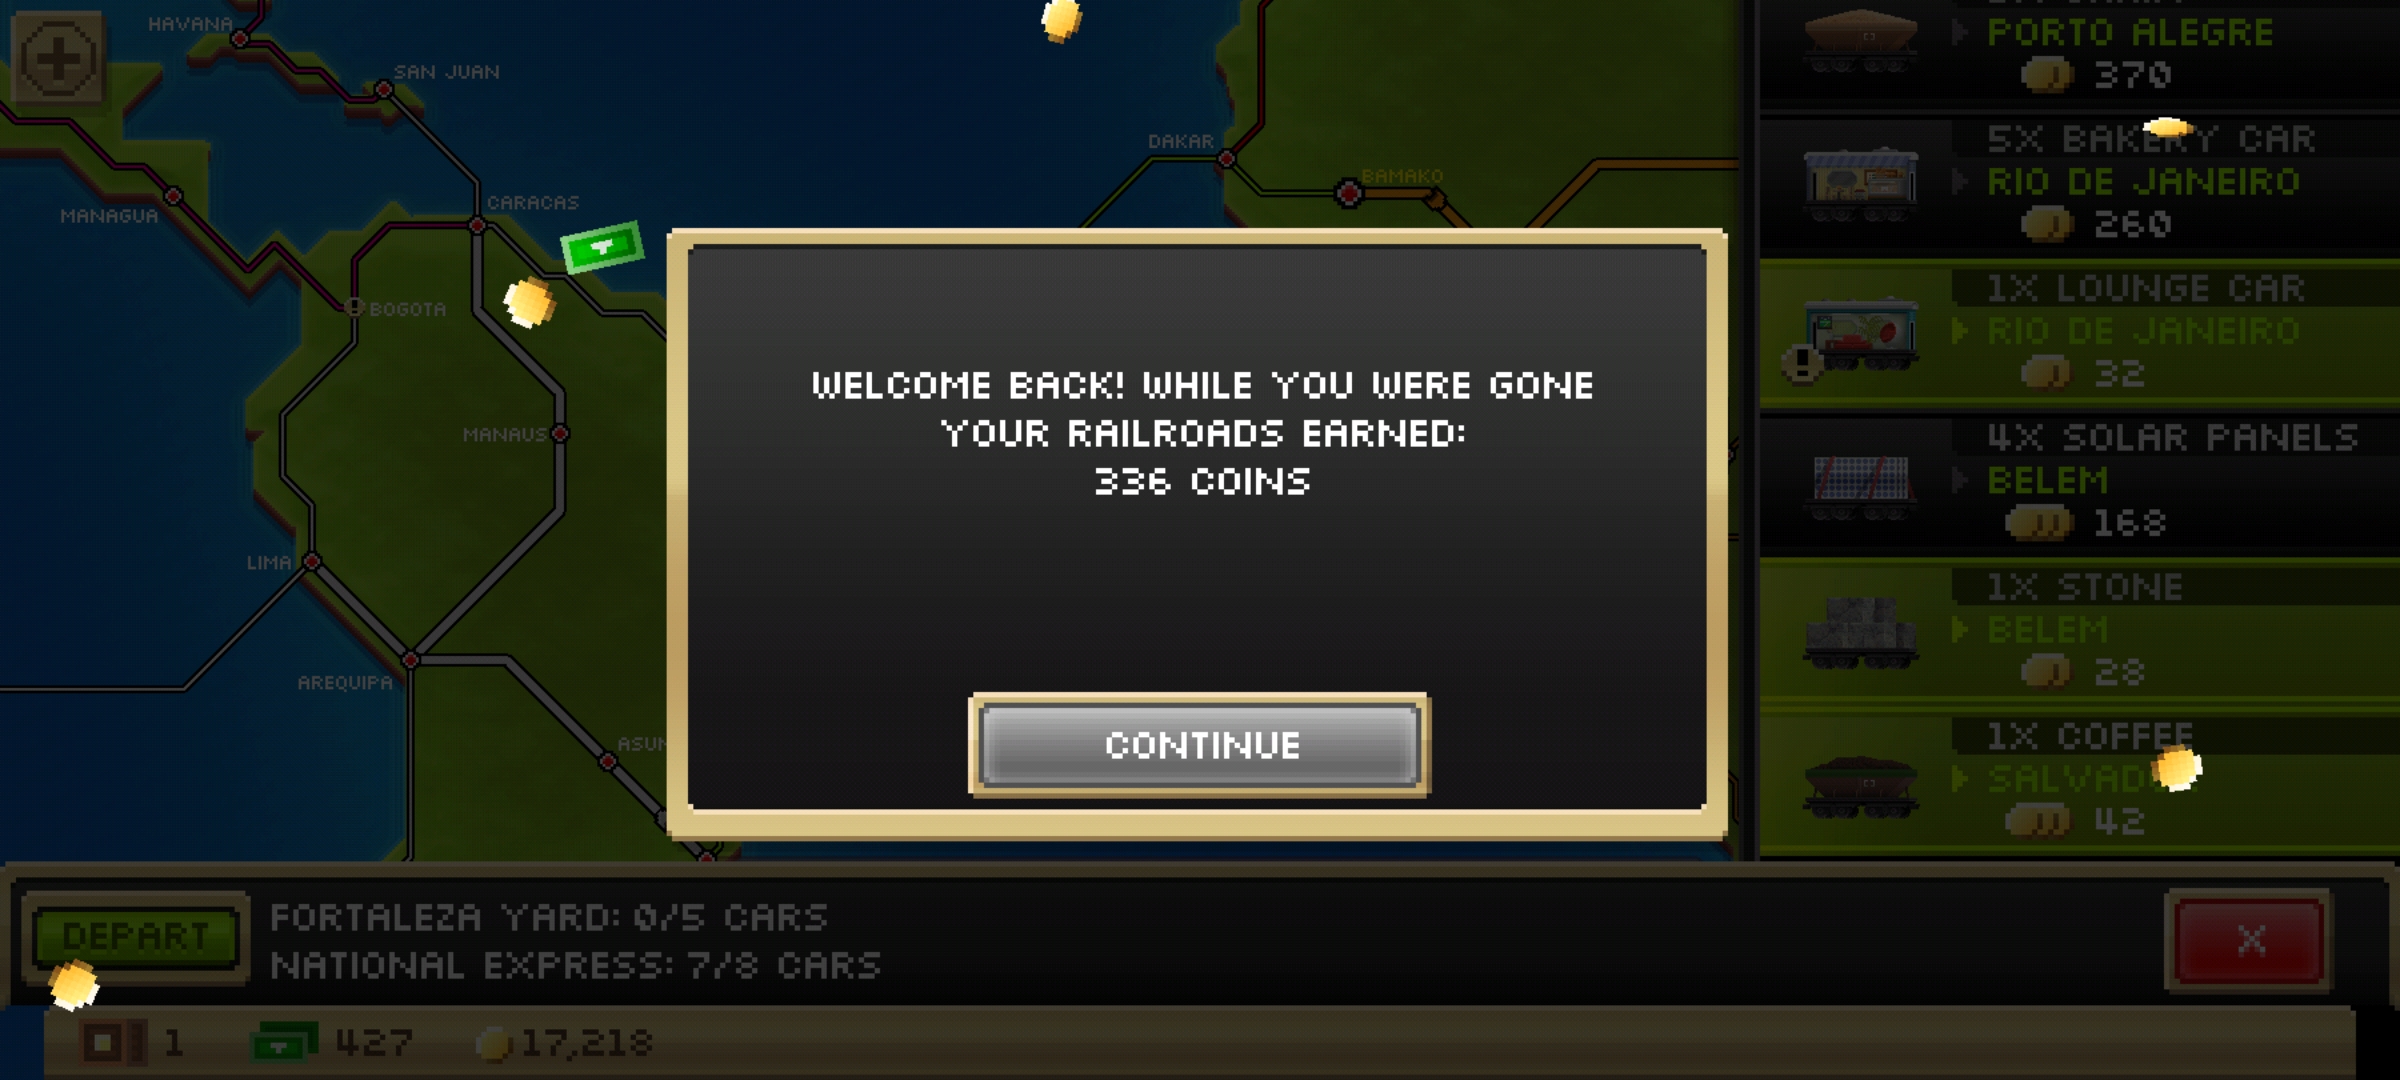 HAVANA
SAN JUAN
MANAGUA
CARACAS
BOGOTA
MANAUS
LIMA
AREQUIPA
DAKAR
BAMAKO
WELCOME BACK! WHILE YOU WERE GONE
YOUR RAILROADS EARNED:
336 COINS
CONTINUE
PORTO ALEGRE
370
5X BAKERY CAR
RIO DE JANEIRO
260
1X LOUNGE CAR
RIO DE JANEIRO
32
4X SOLAR PANELS
BELEM
168
1X STONE
BELEM
28
1X COFFEE
42
DEPART
FORTALEZA YARD: 0/5 CARS
NATIONAL EXPRESS: 7/8 CARS
X
1
427
17,218